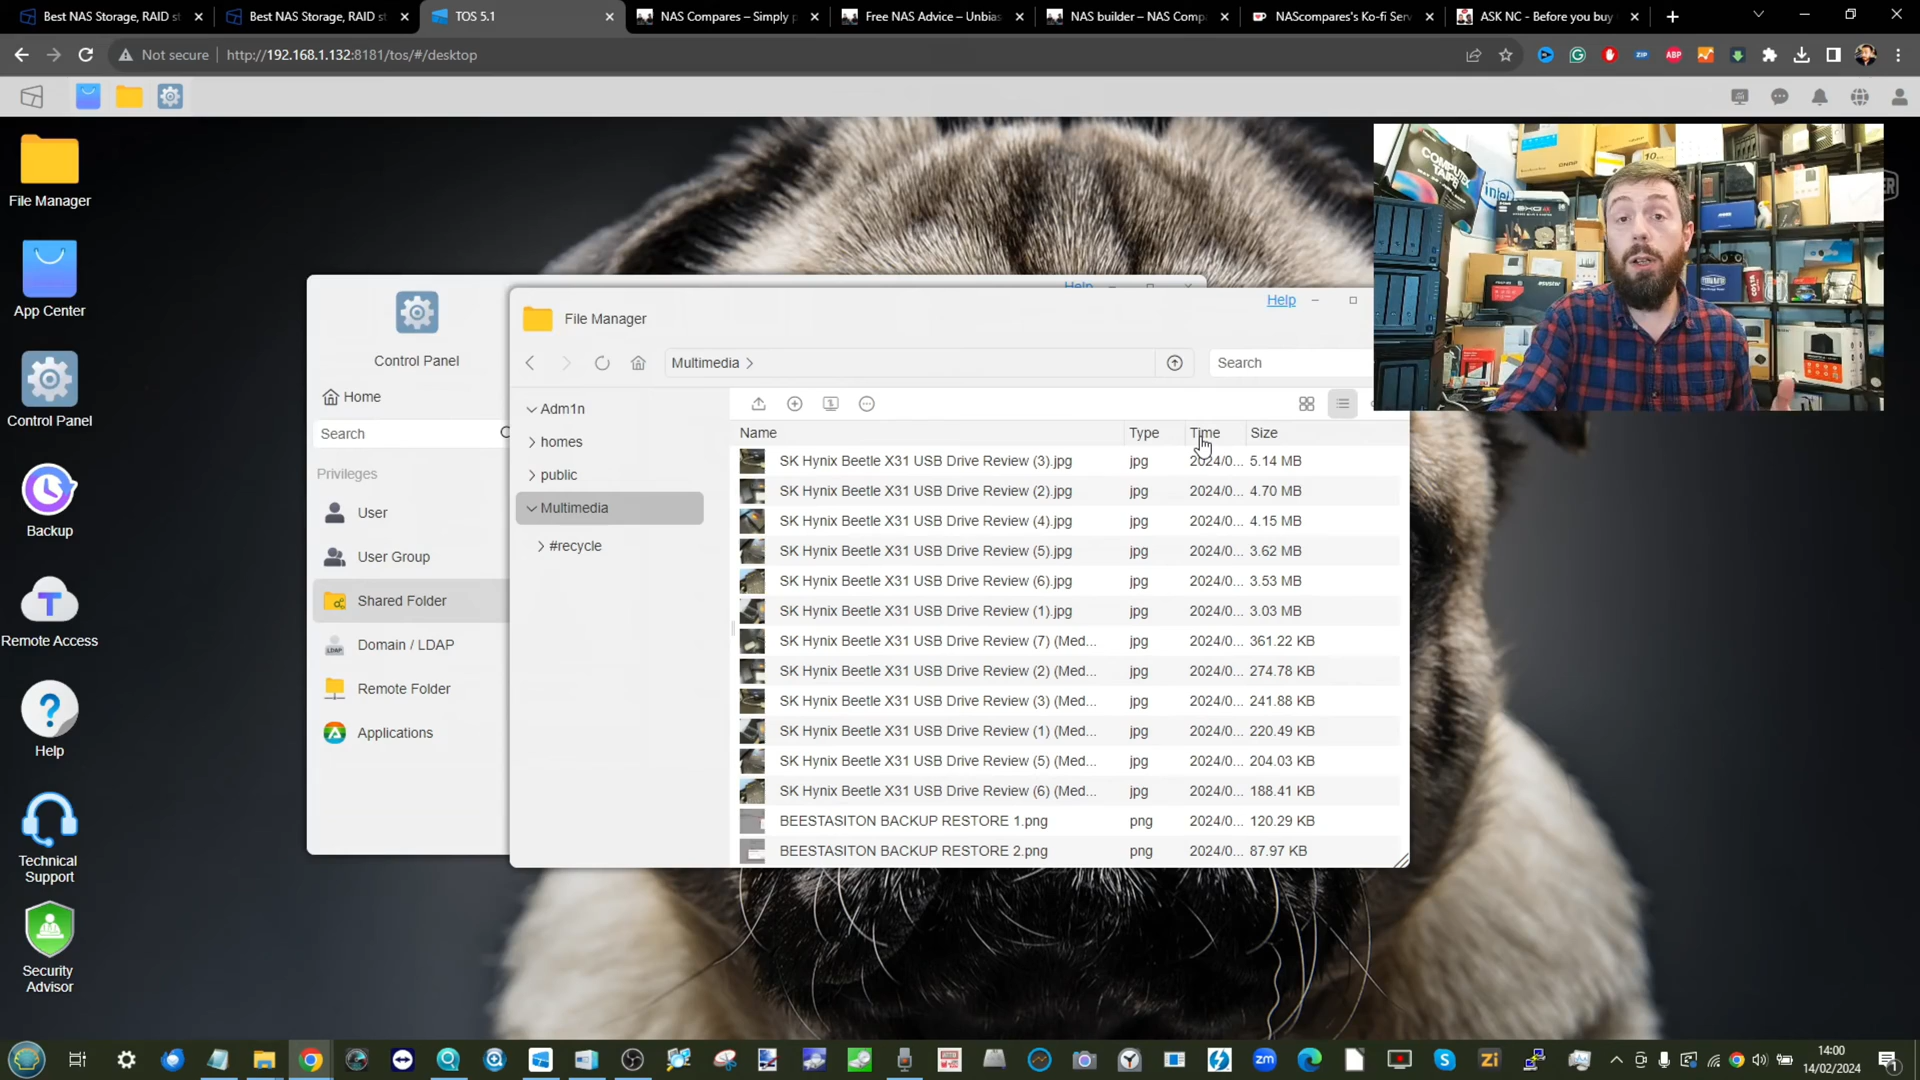 Best NAS Storage, RAID st
Best NAS Storage, RAID st
TOS 5.1
NAS Compares – Simply p
Free NAS Advice – Unbias
NAS builder – NAS Comp
NAScompares's Ko-fi Serv
ASK NC - Before you buy
Not secure
http://192.168.1.132:8181/tos/#/desktop
File Manager
App Center
Control Panel
Backup
Remote Access
Help
Technical
Support
Security
Advisor
COMPUTEX
TAIPEI
intel
QNAP
Help
Control Panel
Home
Search
Privileges
User
User Group
Shared Folder
Domain / LDAP
Remote Folder
Applications
Help
File Manager
Multimedia
Search
Adm1n
homes
public
Multimedia
#recycle
Name Type Time Size
SK Hynix Beetle X31 USB Drive Review (3).jpg jpg 2024/0... 5.14 MB
SK Hynix Beetle X31 USB Drive Review (2).jpg jpg 2024/0... 4.70 MB
SK Hynix Beetle X31 USB Drive Review (4).jpg jpg 2024/0... 4.15 MB
SK Hynix Beetle X31 USB Drive Review (5).jpg jpg 2024/0... 3.62 MB
SK Hynix Beetle X31 USB Drive Review (6).jpg jpg 2024/0... 3.53 MB
SK Hynix Beetle X31 USB Drive Review (1).jpg jpg 2024/0... 3.03 MB
SK Hynix Beetle X31 USB Drive Review (7) (Med... jpg 2024/0... 361.22 KB
SK Hynix Beetle X31 USB Drive Review (2) (Med... jpg 2024/0... 274.78 KB
SK Hynix Beetle X31 USB Drive Review (3) (Med... jpg 2024/0... 241.88 KB
SK Hynix Beetle X31 USB Drive Review (1) (Med... jpg 2024/0... 220.49 KB
SK Hynix Beetle X31 USB Drive Review (5) (Med... jpg 2024/0... 204.03 KB
SK Hynix Beetle X31 USB Drive Review (6) (Med... jpg 2024/0... 188.41 KB
BEESTASITON BACKUP RESTORE 1.png png 2024/0... 120.29 KB
BEESTASITON BACKUP RESTORE 2.png png 2024/0... 87.97 KB
14:00
14/02/2024